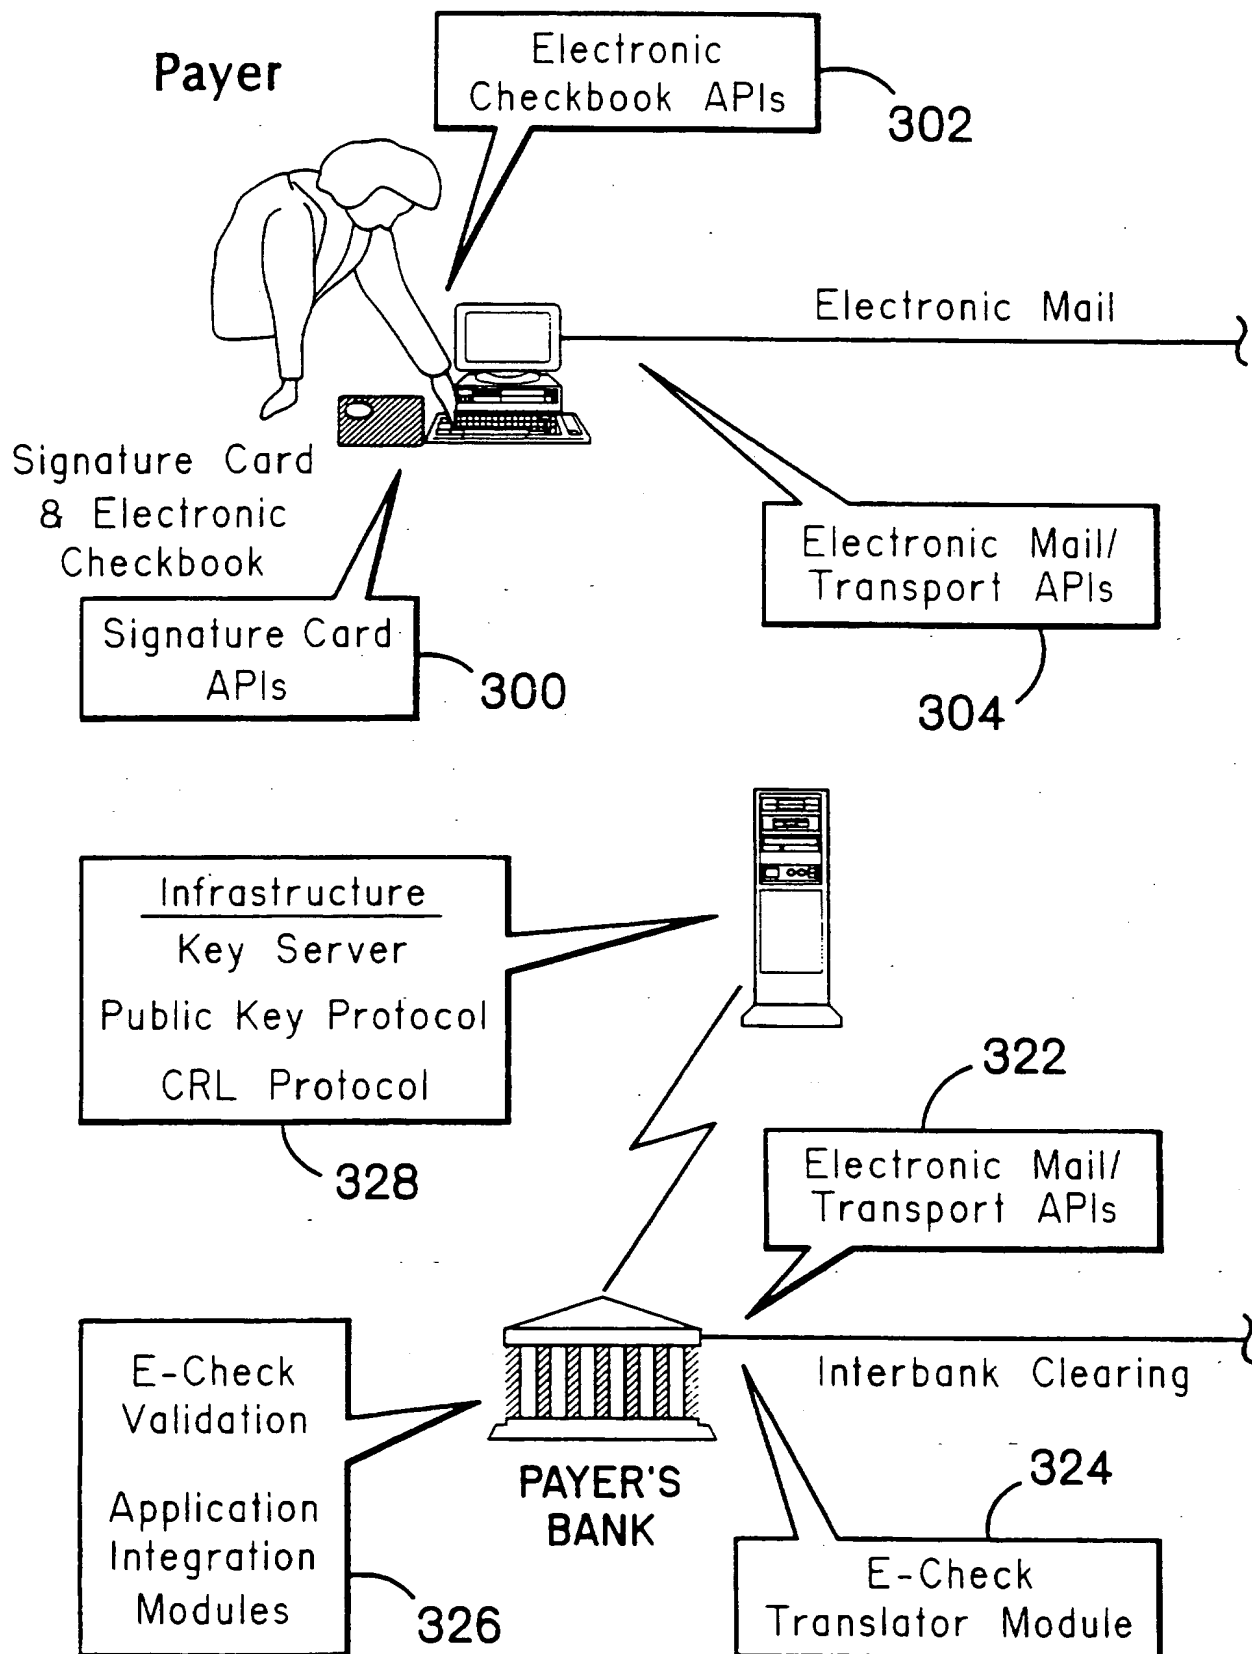 Payer
Electronic
Checkbook APIs
302
Electronic Mail
Signature Card
& Electronic
Checkbook
Electronic Mail/
Transport APIs
304
Signature Card
APIs
300
Infrastructure
Key Server
Public Key Protocol
CRL Protocol
328
322
Electronic Mail/
Transport APIs
E-Check
Validation
Application
Integration
Modules
326
PAYER'S
BANK
Interbank Clearing
324
E-Check
Translator Module